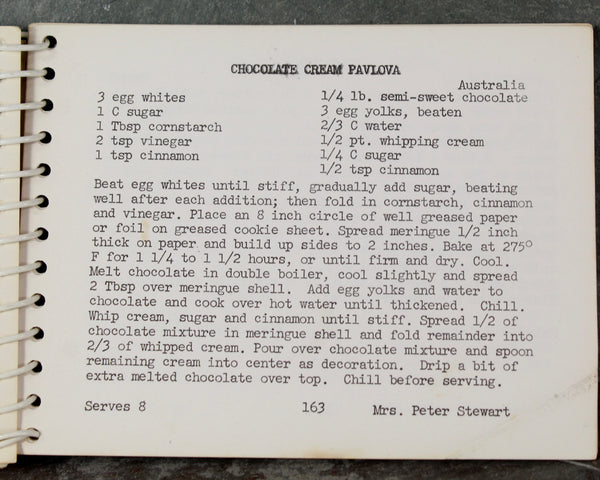 CHOCOLATE CREAM PAVLOVA
Australia
3 egg whites
1 C sugar
1 Tbsp cornstarch
2 tsp vinegar
1 tsp cinnamon
1/4 lb. semi-sweet chocolate
3 egg yolks, beaten
2/3 C water
1/2 pt. whipping cream
1/4 C sugar
1/2 tsp cinnamon
Beat egg whites until stiff, gradually add sugar, beating
well after each addition; then fold in cornstarch, cinnamon
and vinegar. Place an 8 inch circle of well greased paper
or foil on greased cookie sheet. Spread meringue 1/2 inch
thick on paper and build up sides to 2 inches. Bake at 275°
F for 1 1/4 to 1 1/2 hours, or until firm and dry. Cool.
Melt chocolate in double boiler, cool slightly and spread
2 Tbsp over meringue shell. Add egg yolks and water to
chocolate and cook over hot water until thickened. Chill.
Whip cream, sugar and cinnamon until stiff. Spread 1/2 of
chocolate mixture in meringue shell and fold remainder into
2/3 of whipped cream. Pour over chocolate mixture and spoon
remaining cream into center as decoration. Drip a bit of
extra melted chocolate over top. Chill before serving.
Serves 8
163
Mrs. Peter Stewart